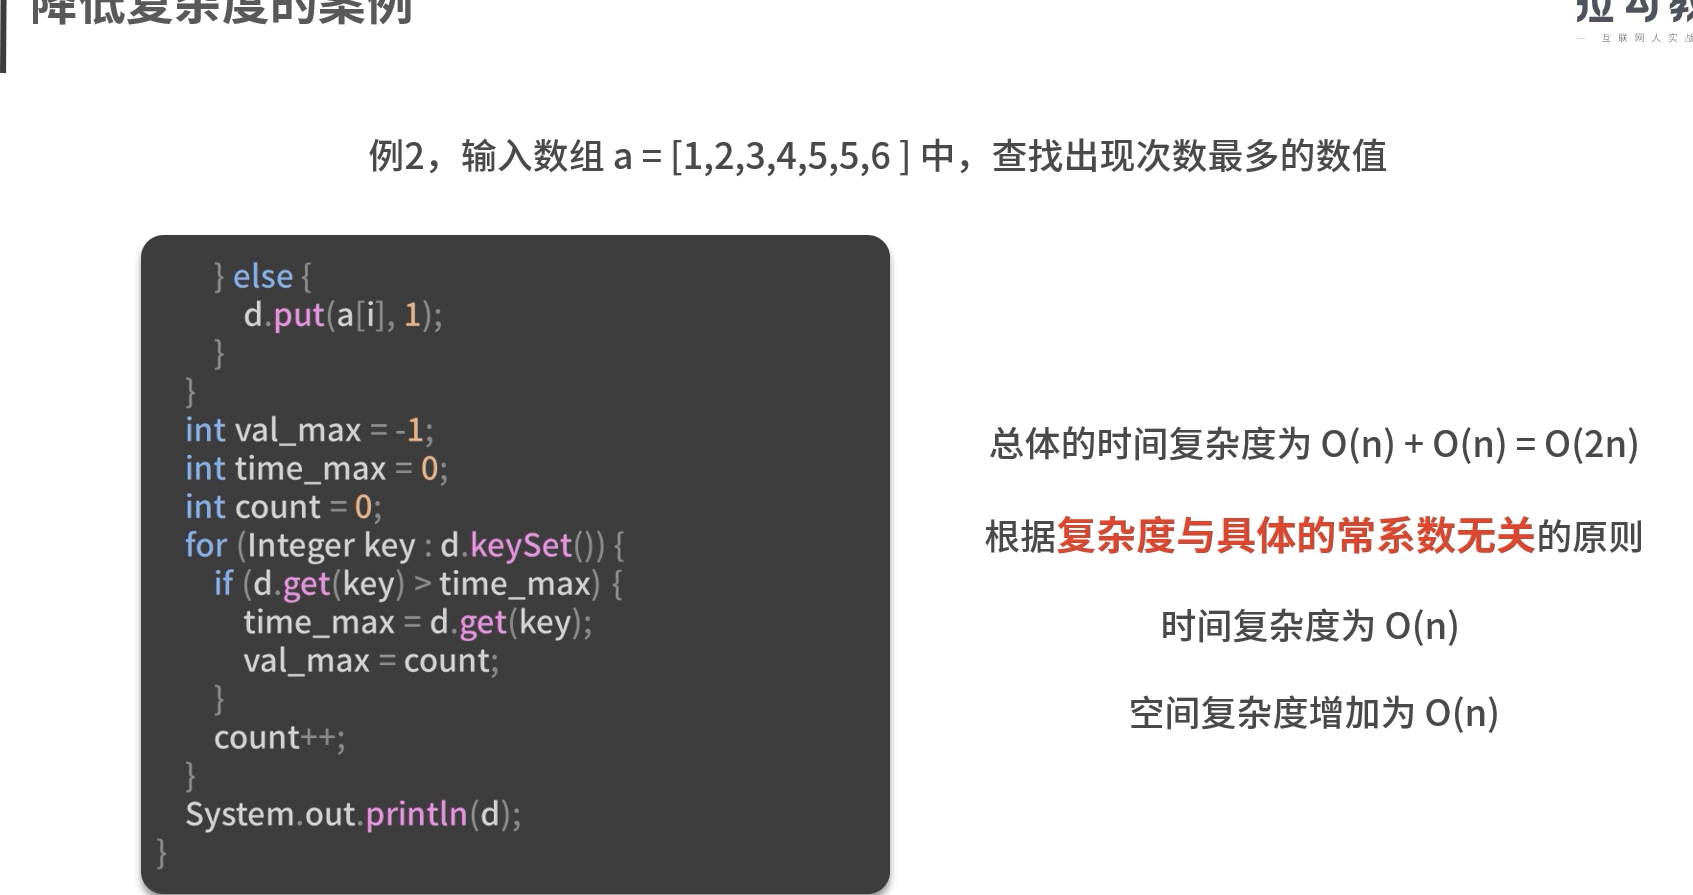 降低复杂度的案例
拉勾教
— 互联网人实战
例2，输入数组 a = [1,2,3,4,5,5,6 ] 中，查找出现次数最多的数值
} else {
d.put(a[i], 1);
}
}
int val_max = -1;
int time_max = 0;
int count = 0;
for (Integer key : d.keySet()) {
if (d.get(key) > time_max) {
time_max = d.get(key);
val_max = count;
}
count++;
}
System.out.println(d);
}
总体的时间复杂度为 O(n) + O(n) = O(2n)
根据复杂度与具体的常系数无关的原则
时间复杂度为 O(n)
空间复杂度增加为 O(n)